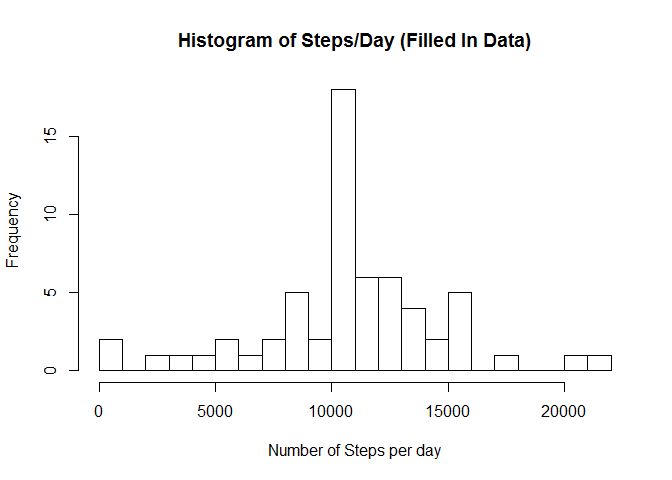 Histogram of Steps/Day (Filled In Data)
Frequency
15
10
5
0
0 5000 10000 15000 20000
Number of Steps per day